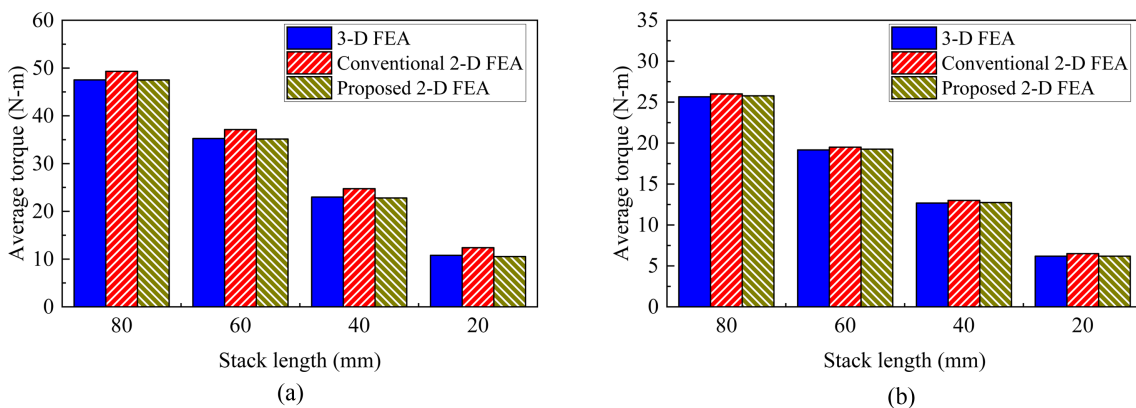 60
50
40
30
20
10
0
Average torque (N-m)
3-D FEA
Conventional 2-D FEA
Proposed 2-D FEA
80 60 40 20
Stack length (mm)
(a)
35
30
25
20
15
10
5
0
Average torque (N-m)
3-D FEA
Conventional 2-D FEA
Proposed 2-D FEA
80 60 40 20
Stack length (mm)
(b)